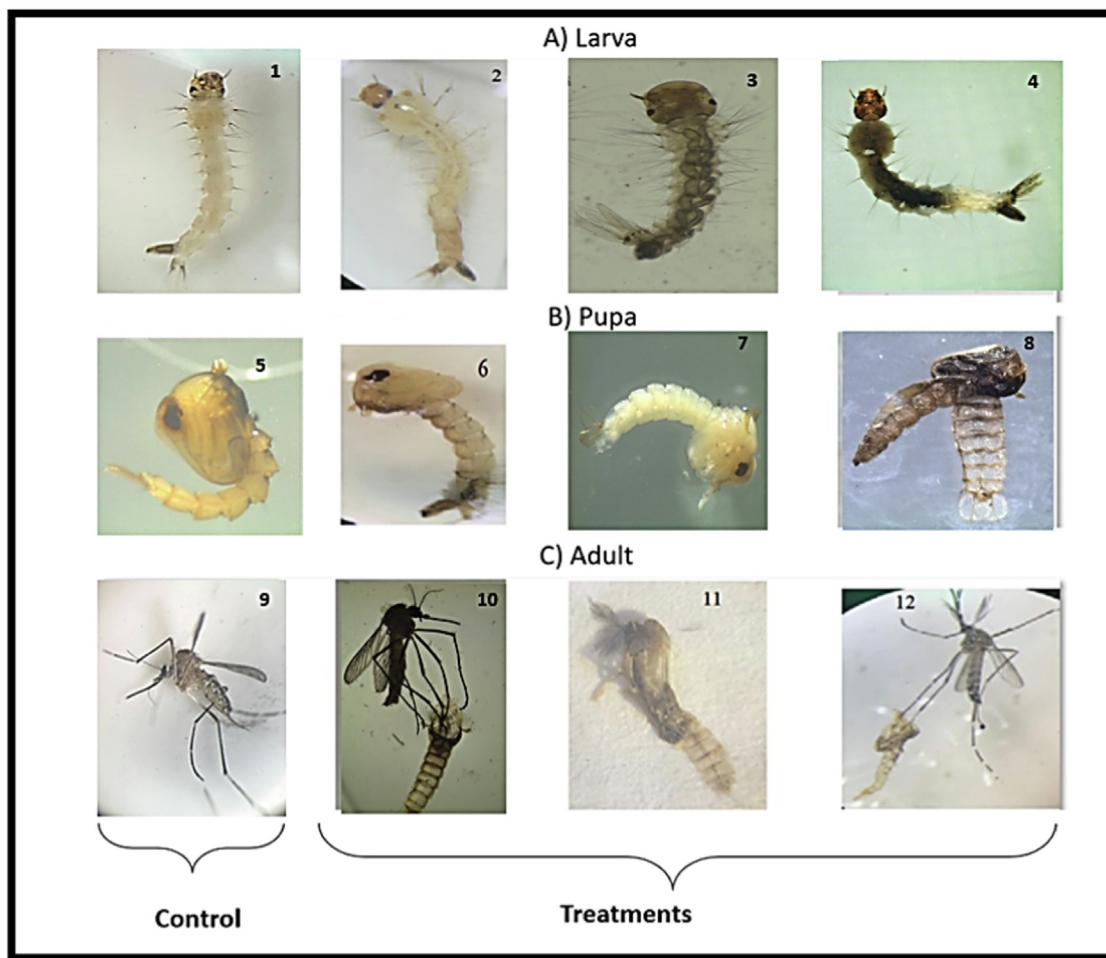 A) Larva
1 2 3 4
B) Pupa
5 6 7 8
C) Adult
9 10 11 12
Control Treatments